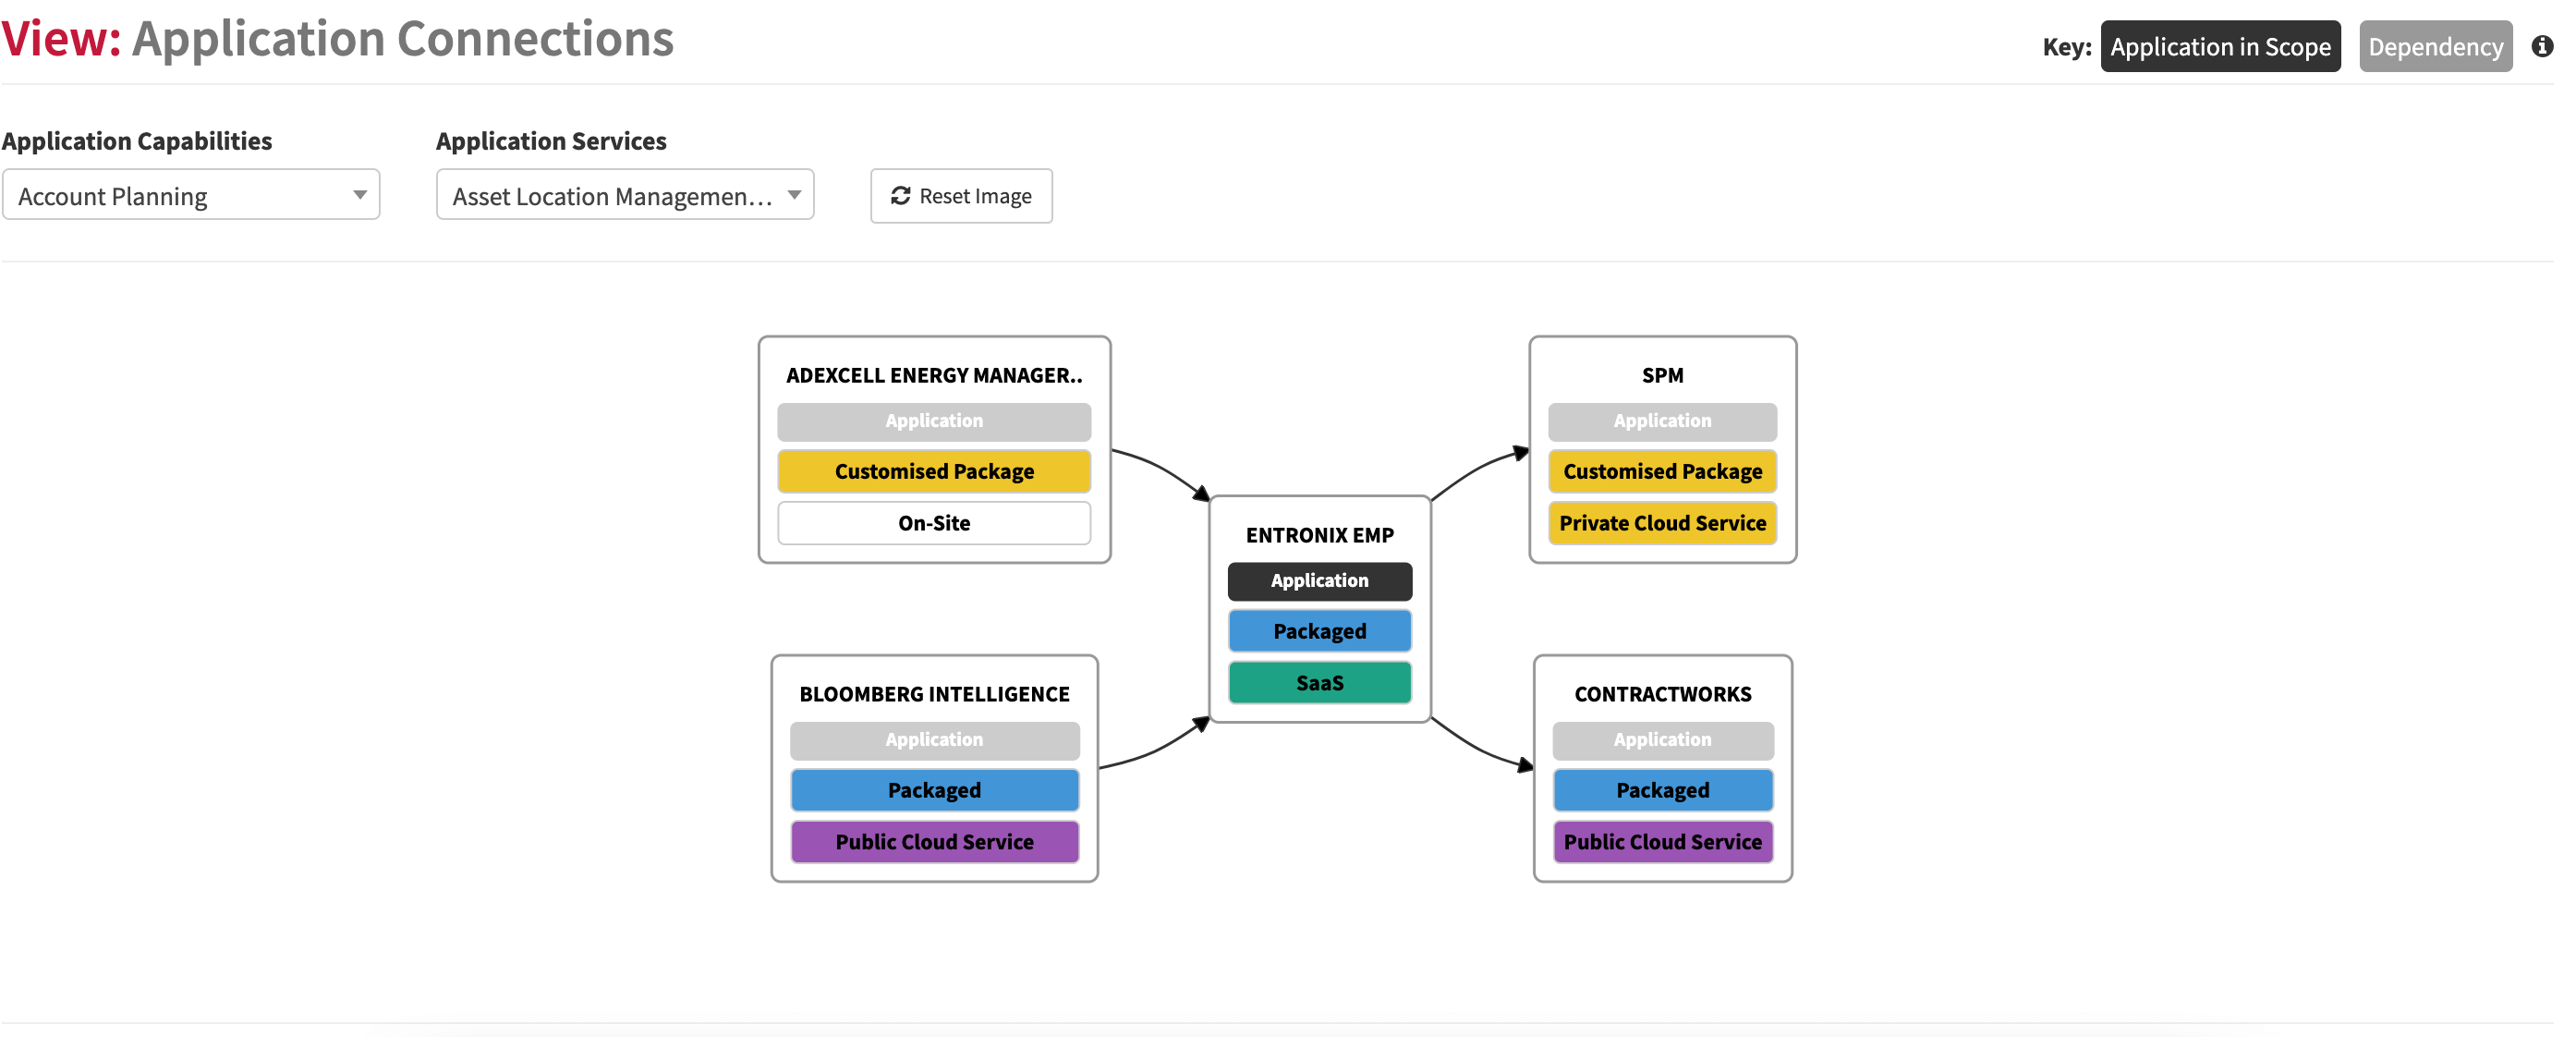 View: Application Connections
Key: Application in Scope Dependency
Application Capabilities
Account Planning
Application Services
Asset Location Managemen...
Reset Image
ADEXCELL ENERGY MANAGER..
Application
Customised Package
On-Site
BLOOMBERG INTELLIGENCE
Application
Packaged
Public Cloud Service
ENTRONIX EMP
Application
Packaged
SaaS
SPM
Application
Customised Package
Private Cloud Service
CONTRACTWORKS
Application
Packaged
Public Cloud Service